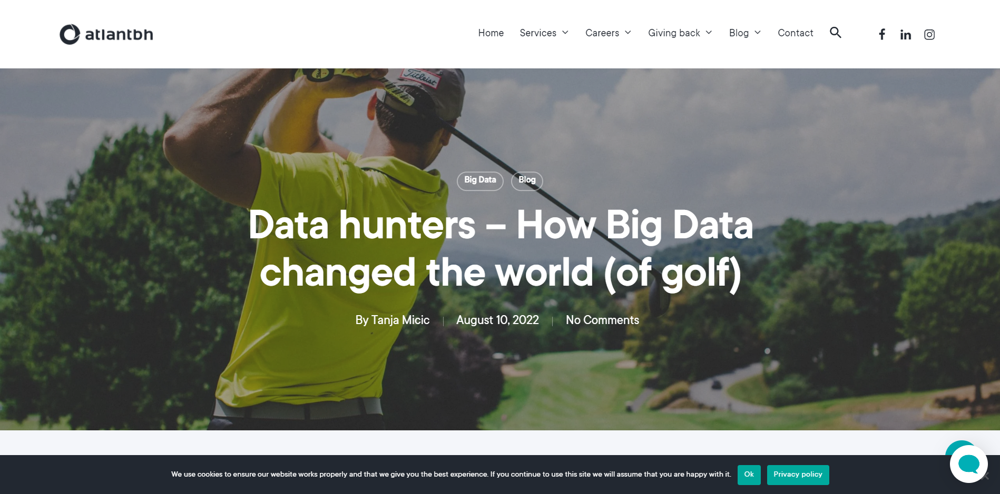 atlantbh
Home Services Careers Giving back Blog Contact
Titleist
Big Data Blog
Data hunters – How Big Data
changed the world (of golf)
By Tanja Micic August 10, 2022 No Comments
We use cookies to ensure our website works properly and that we give you the best experience. If you continue to use this site we will assume that you are happy with it. Ok Privacy policy